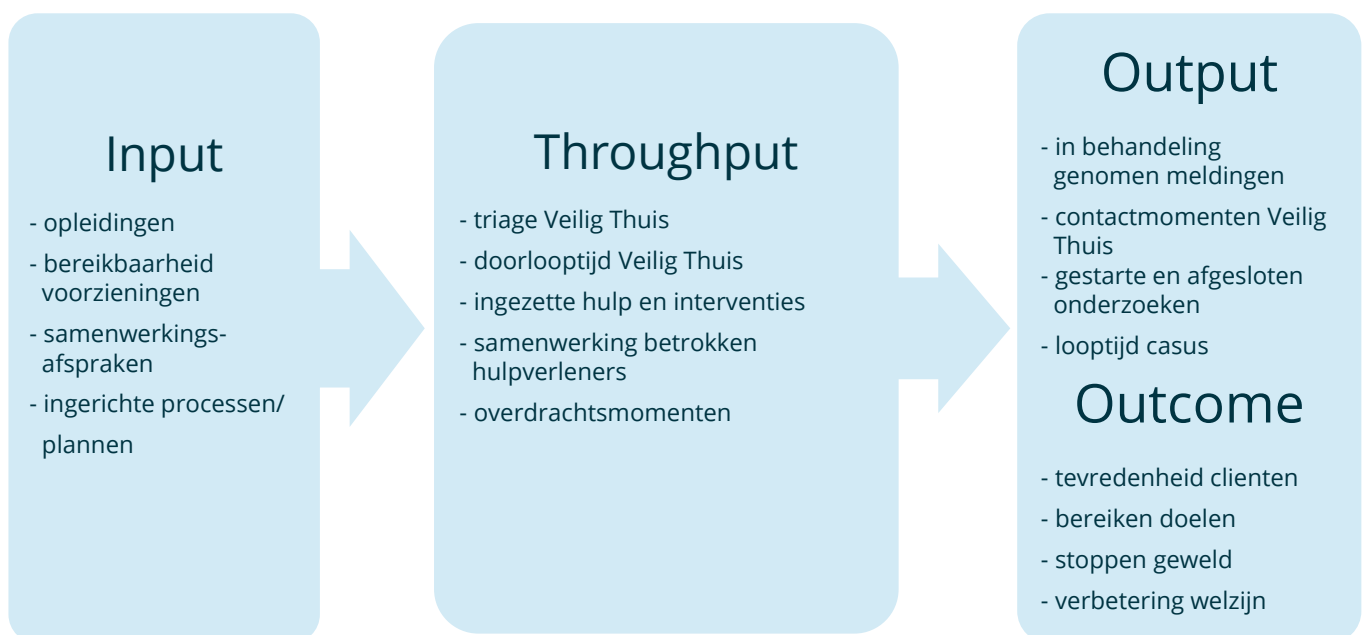 Input
- opleidingen
- bereikbaarheid
voorzieningen
- samenwerkings-
afspraken
- ingerichte processen/
plannen
Throughput
- triage Veilig Thuis
- doorlooptijd Veilig Thuis
- ingezette hulp en interventies
- samenwerking betrokken
hulpverleners
- overdrachtsmomenten
Output
- in behandeling
genomen meldingen
- contactmomenten Veilig
Thuis
- gestarte en afgesloten
onderzoeken
- looptijd casus
Outcome
- tevredenheid clienten
- bereiken doelen
- stoppen geweld
- verbetering welzijn